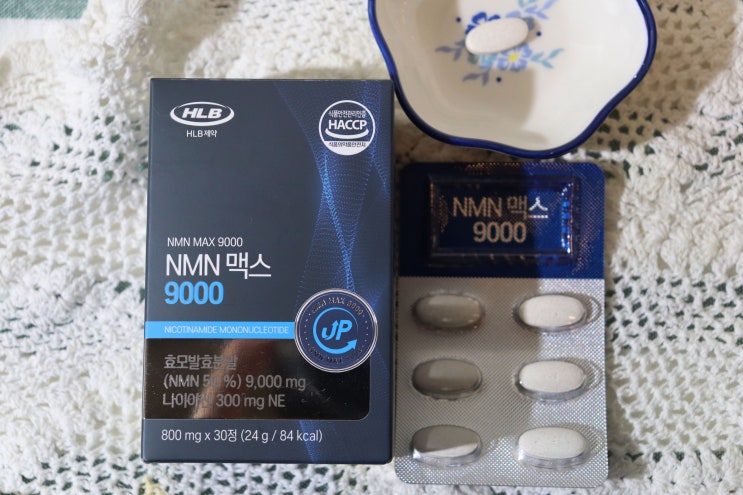 HLB
HLB제약
식품안전관리인증
HACCP
식품의약품안전처
NMN MAX 9000
NMN 맥스
9000
NICOTINAMIDE MONONUCLEOTIDE
UP
효모발효분말
(NMN %) 9,000 mg
나이아신 300 mg NE
800 mg x 30정 (24 g / 84 kcal)
NMN 맥스
9000